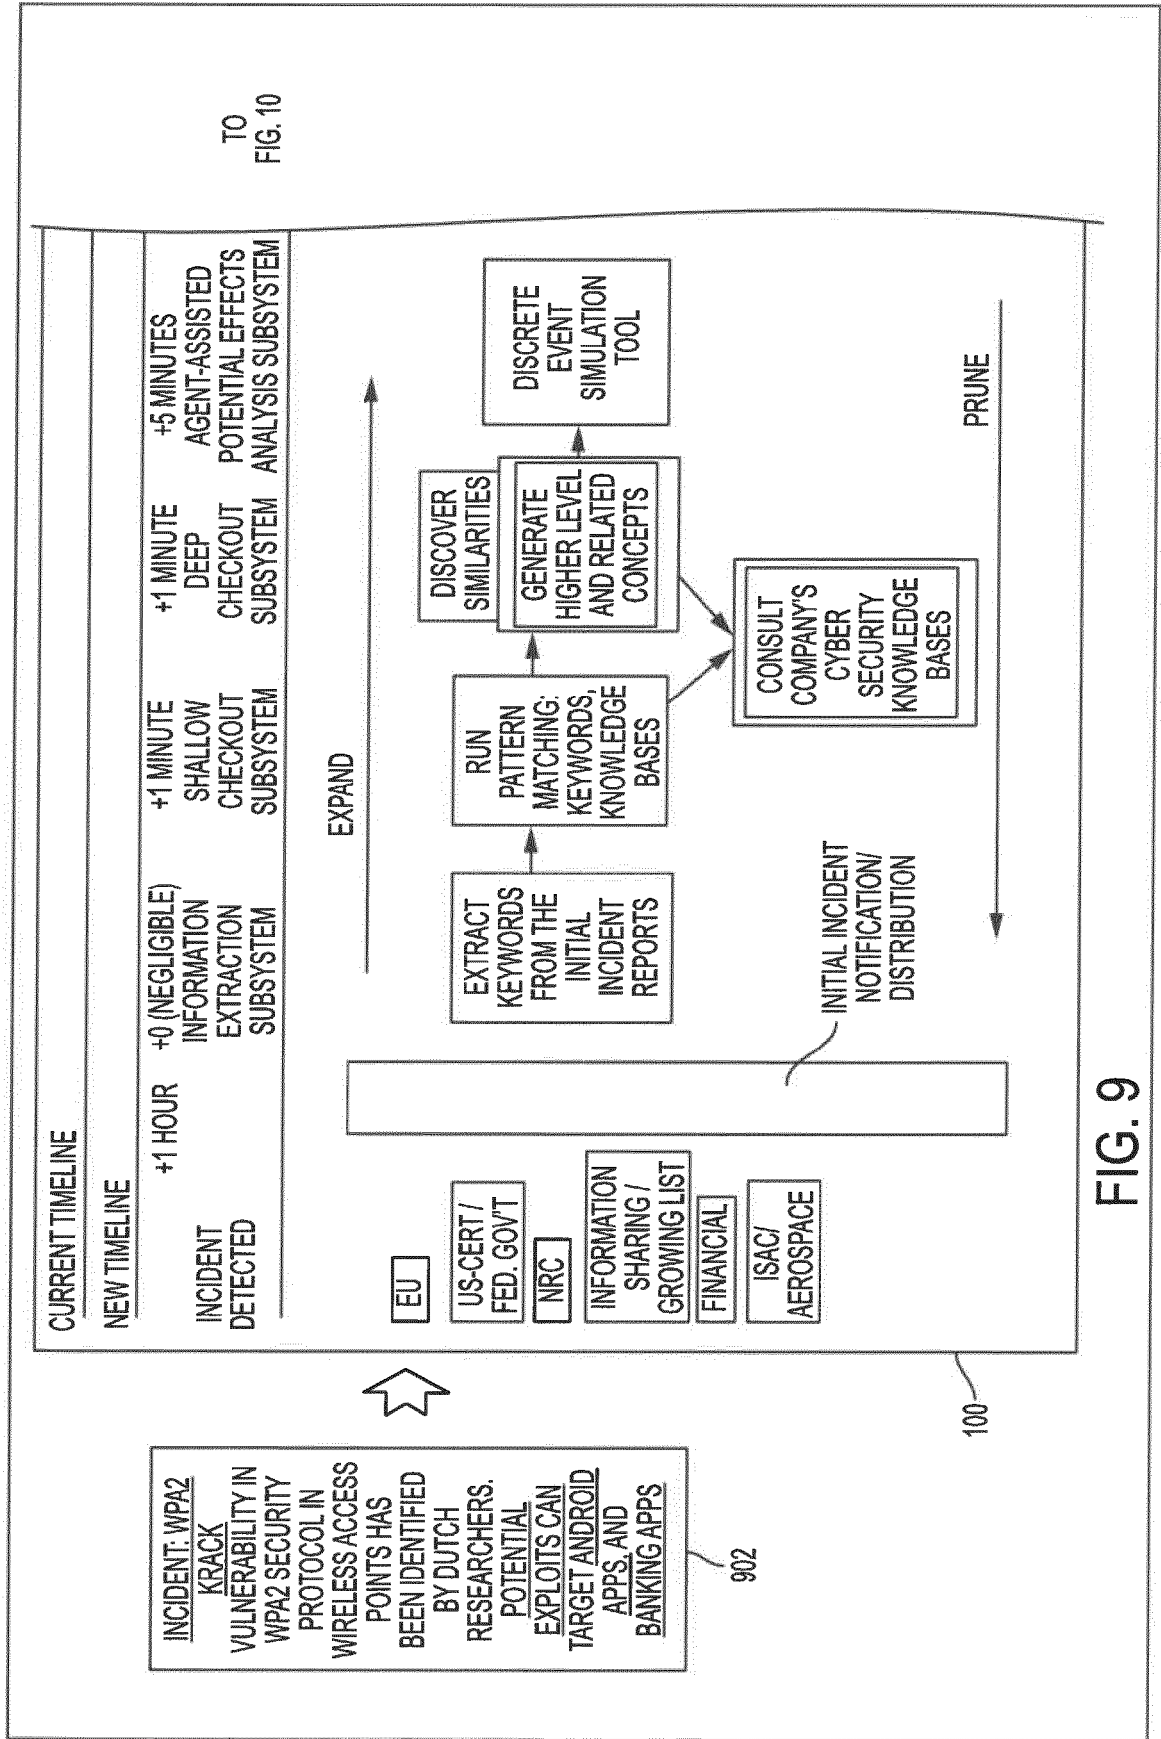 CURRENT TIMELINE
NEW TIMELINE
INCIDENT
DETECTED
+1 HOUR
+0 (NEGLIGIBLE)
INFORMATION
EXTRACTION
SUBSYSTEM
+1 MINUTE
SHALLOW
CHECKOUT
SUBSYSTEM
+1 MINUTE
DEEP
CHECKOUT
SUBSYSTEM
+5 MINUTES
AGENT-ASSISTED
POTENTIAL EFFECTS
ANALYSIS SUBSYSTEM
TO
FIG. 10
INCIDENT: WPA2
KRACK
VULNERABILITY IN
WPA2 SECURITY
PROTOCOL IN
WIRELESS ACCESS
POINTS HAS
BEEN IDENTIFIED
BY DUTCH
RESEARCHERS.
POTENTIAL
EXPLOITS CAN
TARGET ANDROID
APPS, AND
BANKING APPS
902
EU
US-CERT /
FED. GOV'T
NRC
INFORMATION
SHARING /
GROWING LIST
FINANCIAL
ISAC/
AEROSPACE
100
EXPAND
EXTRACT
KEYWORDS
FROM THE
INITIAL
INCIDENT
REPORTS
RUN
PATTERN
MATCHING:
KEYWORDS,
KNOWLEDGE
BASES
DISCOVER
SIMILARITIES
GENERATE
HIGHER LEVEL
AND RELATED
CONCEPTS
DISCRETE
EVENT
SIMULATION
TOOL
CONSULT
COMPANY'S
CYBER
SECURITY
KNOWLEDGE
BASES
INITIAL INCIDENT
NOTIFICATION/
DISTRIBUTION
PRUNE
FIG. 9